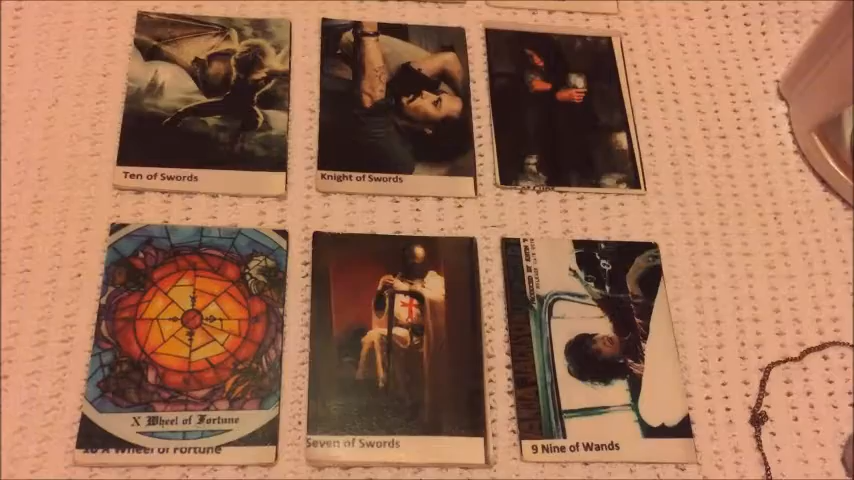 Ten of Swords
Knight of Swords
X Wheel of Fortune
10 X Wheel of Fortune
Seven of Swords
9 Nine of Wands